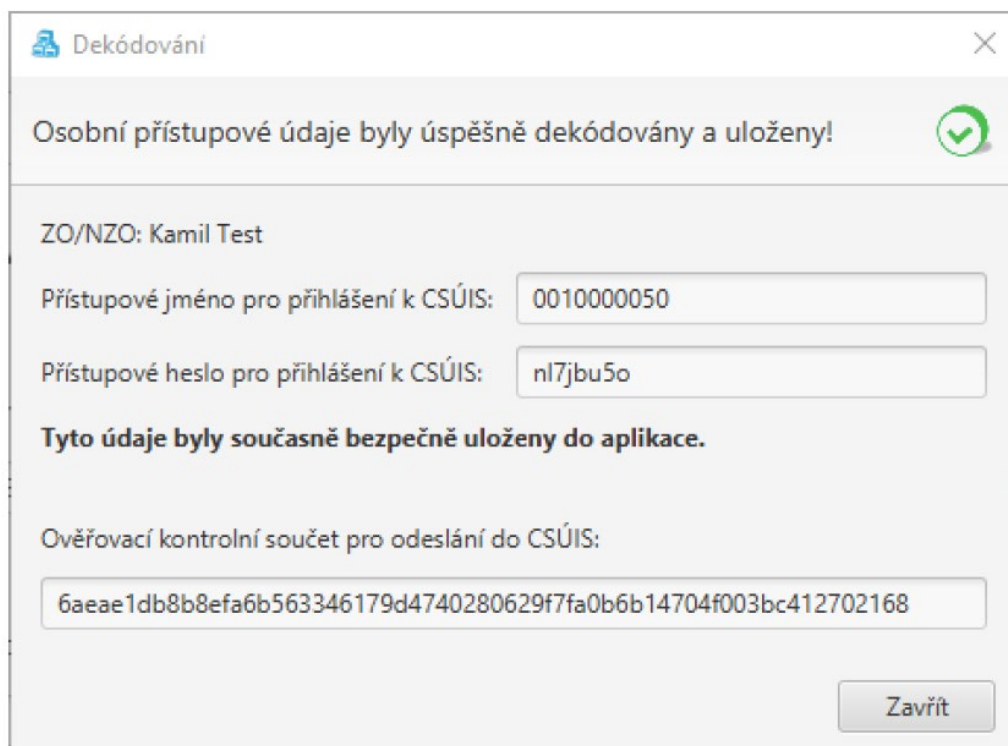 Dekódování
Osobní přístupové údaje byly úspěšně dekódovány a uloženy!
ZO/NZO: Kamil Test
Přístupové jméno pro přihlášení k CSÚIS: 0010000050
Přístupové heslo pro přihlášení k CSÚIS: nl7jbu5o
Tyto údaje byly současně bezpečně uloženy do aplikace.
Ověřovací kontrolní součet pro odeslání do CSÚIS:
6aeae1db8b8efa6b563346179d4740280629f7fa0b6b14704f003bc412702168
Zavřít